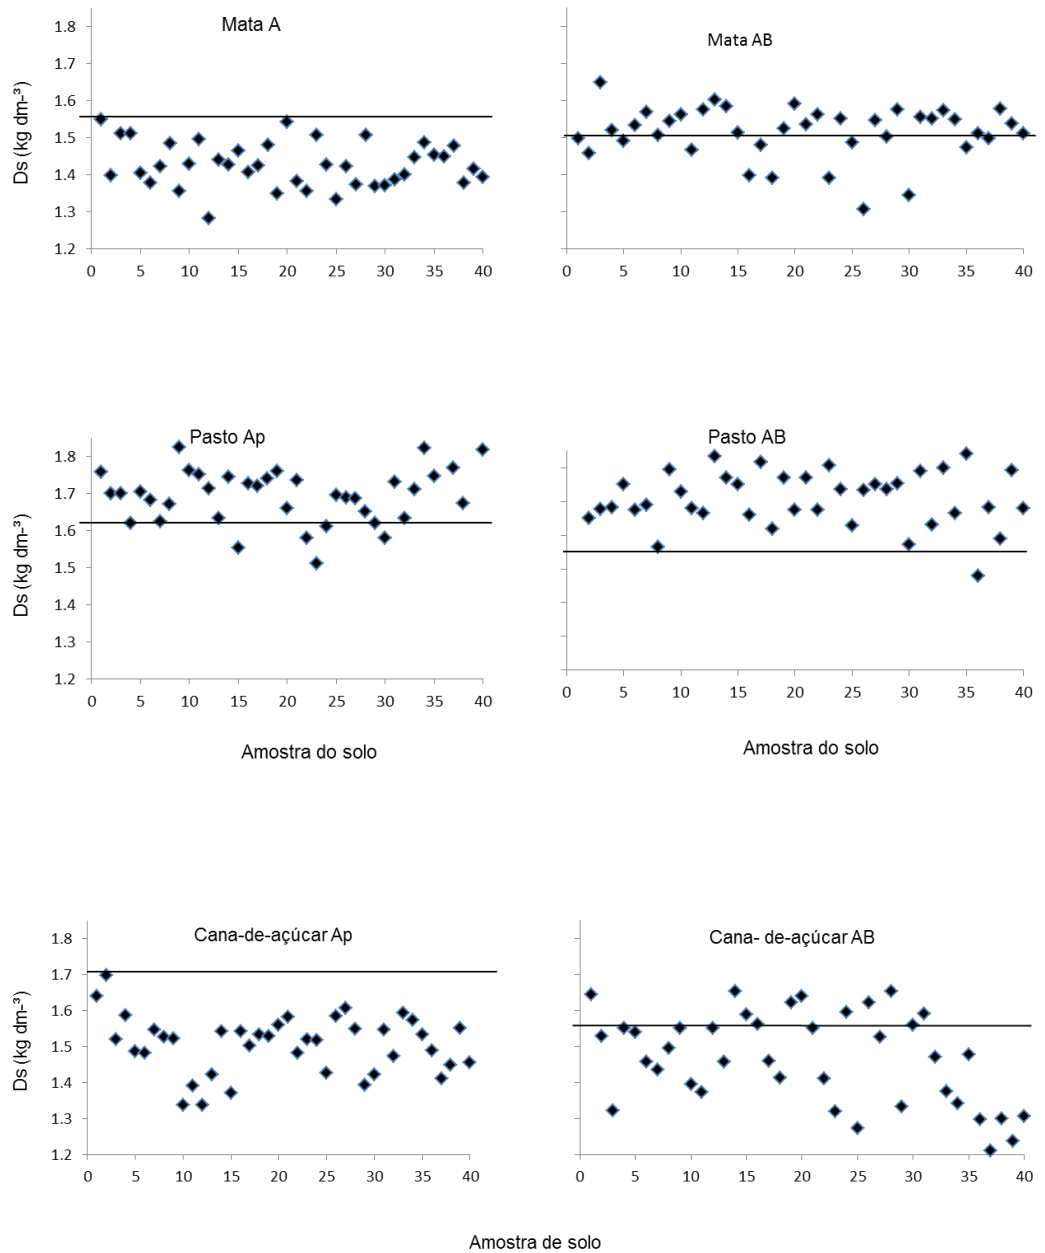 Mata A
Ds (kg dm-³)
1.8
1.7
1.6
1.5
1.4
1.3
1.2
0 5 10 15 20 25 30 35 40
Mata AB
0 5 10 15 20 25 30 35 40
Pasto Ap
Ds (kg dm-³)
1.8
1.7
1.6
1.5
1.4
1.3
1.2
0 5 10 15 20 25 30 35 40
Amostra do solo
Pasto AB
0 5 10 15 20 25 30 35 40
Amostra do solo
Cana-de-açúcar Ap
Ds (kg dm-³)
1.8
1.7
1.6
1.5
1.4
1.3
1.2
0 5 10 15 20 25 30 35 40
Cana- de-açúcar AB
0 5 10 15 20 25 30 35 40
Amostra de solo